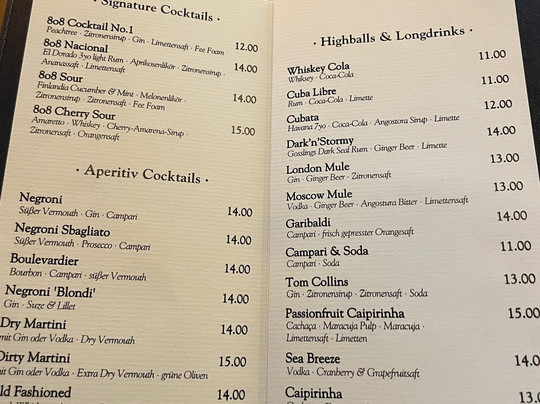 Signature Cocktails ·
808 Cocktail No.1
Peachtree · Zitronensirup · Gin · Limettensaft · Fee Foam 12.00
808 Nacional
El Dorado 3yo light Rum · Aprikosenlikör · Zitronensirup ·
Ananassaft · Limettensaft 14.00
808 Sour
Finlandia Cucumber & Mint · Melonenlikör ·
Zitronensirup · Zitronensaft · Fee Foam 14.00
808 Cherry Sour
Amaretto · Whiskey · Cherry-Amarena-Sirup ·
Zitronensaft · Orangensaft 15.00
· Aperitiv Cocktails ·
Negroni
Süßer Vermouth · Gin · Campari 14.00
Negroni Sbagliato
Süßer Vermouth · Prosecco · Campari 14.00
Boulevardier
Bourbon · Campari · süßer Vermouth 14.00
Negroni 'Blondi'
Gin · Suze & Lillet 14.00
Dry Martini
mit Gin oder Vodka · Dry Vermouth 14.00
Dirty Martini
mit Gin oder Vodka · Extra Dry Vermouth · grüne Oliven 15.00
ld Fashioned 14.00
· Highballs & Longdrinks ·
Whiskey Cola 11.00
Whiksey · Coca-Cola
Cuba Libre 11.00
Rum · Coca-Cola · Limette
Cubata 12.00
Havana 7yo · Coca-Cola · Angostora Sirup · Limette
Dark'n'Stormy 14.00
Gosslings Dark Seal Rum · Ginger Beer · Limette
London Mule 13.00
Gin · Ginger Beer · Zitronensaft
Moscow Mule 13.00
Vodka · Ginger Beer · Angostura Bitter · Limettensaft
Garibaldi 14.00
Campari · frisch gepresster Orangesaft
Campari & Soda 11.00
Campari · Soda
Tom Collins 13.00
Gin · Zitronensirup · Zitronensaft · Soda
Passionfruit Caipirinha 15.00
Cachaça · Maracuja Pulp · Maracuja ·
Limettensaft · Limetten
Sea Breeze 14.0
Vodka · Cranberry & Grapefruitsaft
Caipirinha 13.0